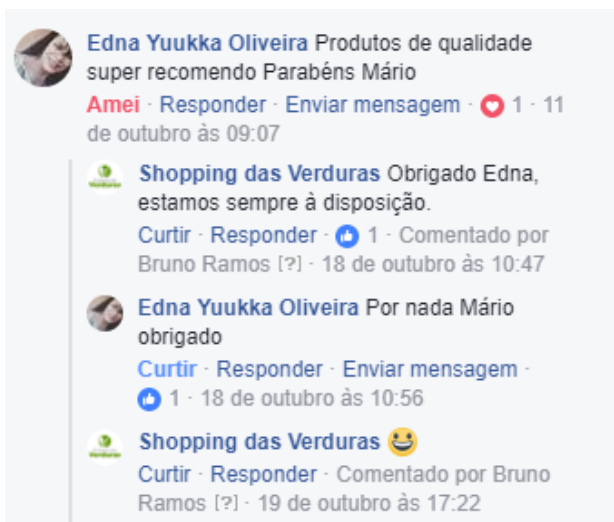 Edna Yuukka Oliveira Produtos de qualidade
super recomendo Parabéns Mário
Amei · Responder · Enviar mensagem · 1 · 11
de outubro às 09:07
Shopping das Verduras Obrigado Edna,
estamos sempre à disposição.
Curtir · Responder · 1 · Comentado por
Bruno Ramos [?] · 18 de outubro às 10:47
Edna Yuukka Oliveira Por nada Mário
obrigado
Curtir · Responder · Enviar mensagem ·
1 · 18 de outubro às 10:56
Shopping das Verduras 😀
Curtir · Responder · Comentado por Bruno
Ramos [?] · 19 de outubro às 17:22